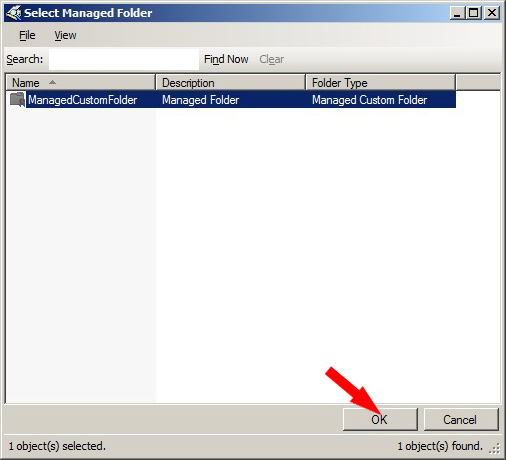 Select Managed Folder
File View
Search: Find Now Clear
Name Description Folder Type
ManagedCustomFolder Managed Folder Managed Custom Folder
OK Cancel
1 object(s) selected. 1 object(s) found.